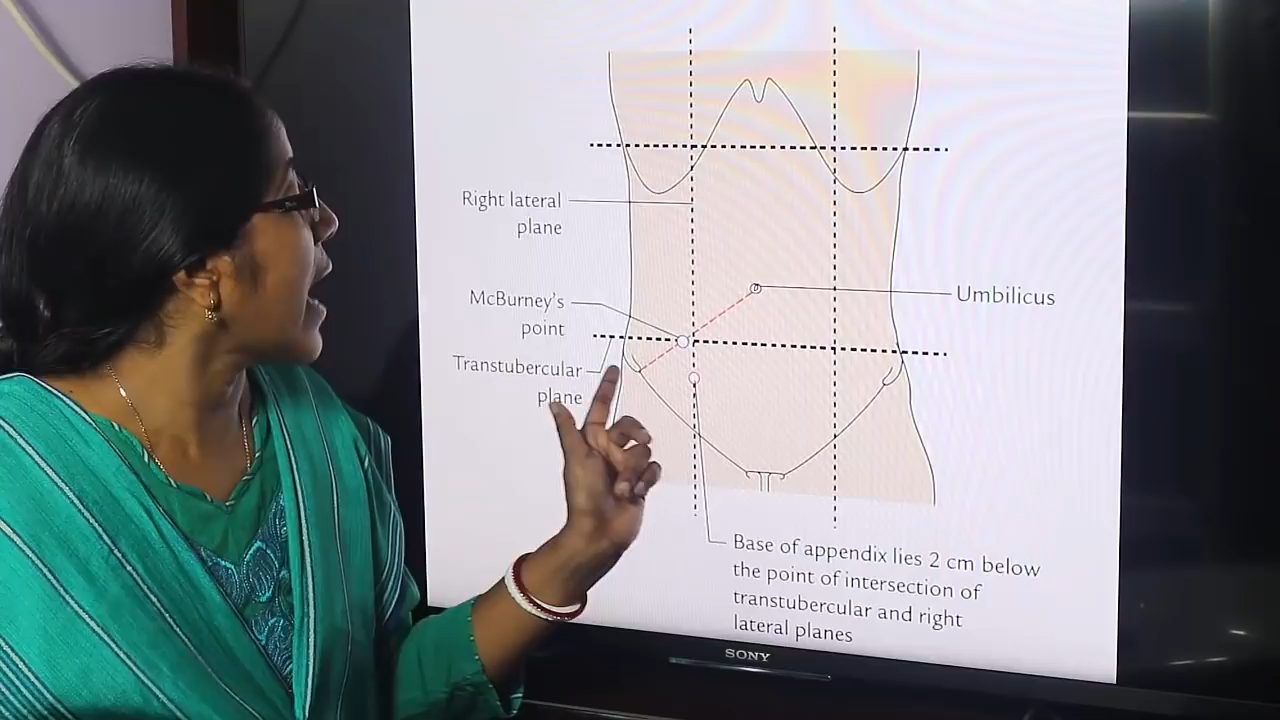 Right lateral
plane
McBurney's
point
Umbilicus
Transtubercular
plane
Base of appendix lies 2 cm below
the point of intersection of
transtubercular and right
lateral planes
SONY